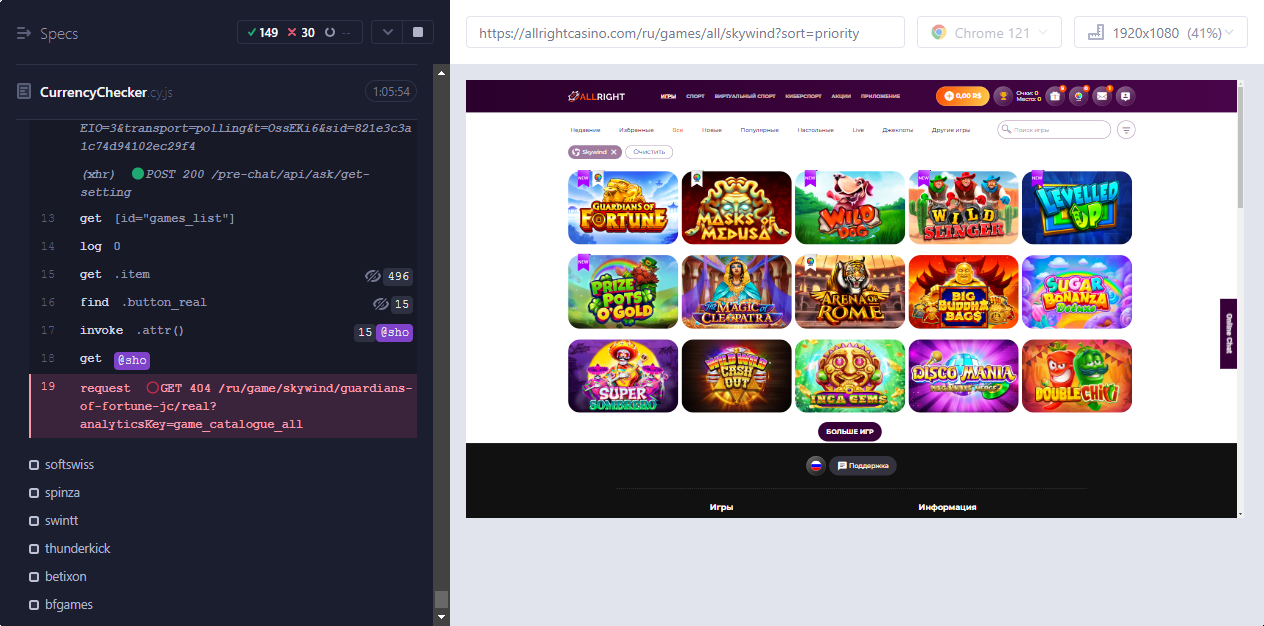 Specs
149 30 --
https://allrightcasino.com/ru/games/all/skywind?sort=priority
Chrome 121
1920x1080 (41%)
CurrencyChecker.cy.js
1:05:54
EIO=3&transport=polling&t=OssEKi6&sid=821e3c3a
1c74d94102ec29f4
(xhr) POST 200 /pre-chat/api/ask/get-
setting
13 get [id="games_list"]
14 log 0
15 get .item 496
16 find .button_real 15
17 invoke .attr() 15 @sho
18 get @sho
19 request GET 404 /ru/game/skywind/guardians-
of-fortune-jc/real?
analyticsKey=game_catalogue_all
softswiss
spinza
swintt
thunderkick
betixon
bfgames
ALLRIGHT
ИГРЫ СПОРТ ВИРТУАЛЬНЫЙ СПОРТ КИБЕРСПОРТ АКЦИИ ПРИЛОЖЕНИЕ
0,00 R$
Очки: 0
Место: 0
Недавние Избранные Все Новые Популярные Настольные Live Джекпоты Другие игры
Поиск игры
Skywind
Очистить
NEW
GUARDIANS OF FORTUNE
MASKS OF MEDUSA
NEW
WILD DOG
NEW
WILD SLINGER
NEW
LEVELLED UP
NEW
PRIZE POTS O'GOLD
THE MAGIC OF CLEOPATRA
ARENA OF ROME
BIG BUDDHA BAG$
SUGAR BONANZA Deluxe
SUPER SOMBRERO
WILD WILD CASH OUT
INCA GEMS
DISCO MANIA
DOUBLE CHILLI
БОЛЬШЕ ИГР
Online Chat
Поддержка
Игры
Информация